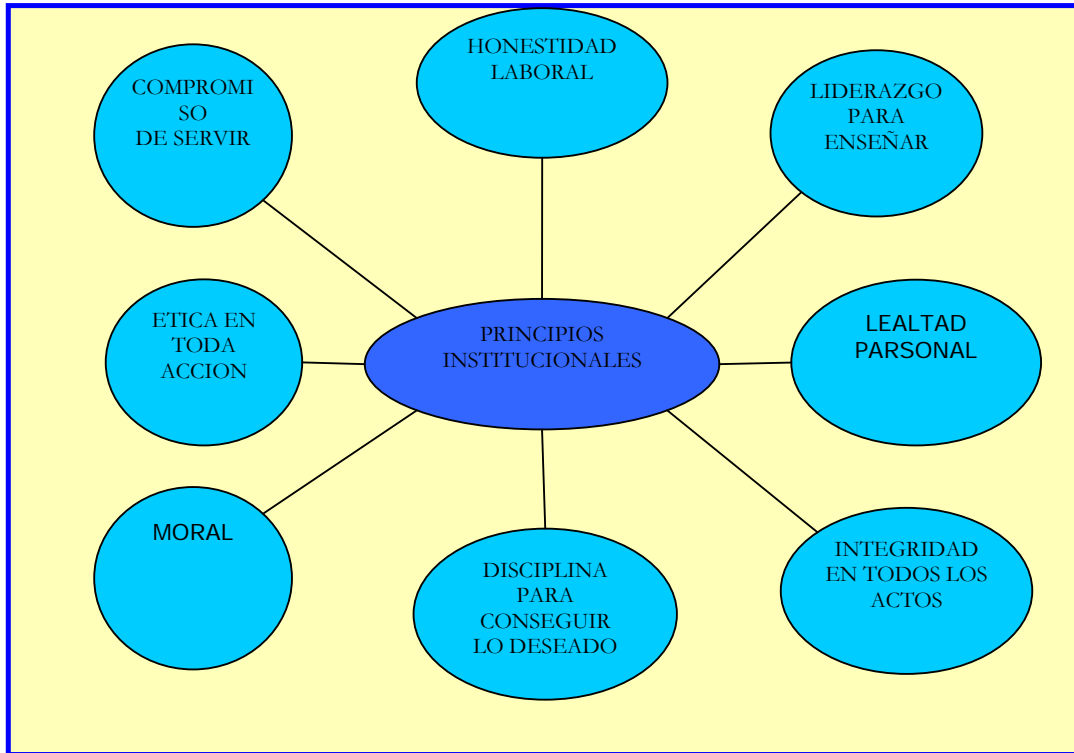 HONESTIDAD
LABORAL
COMPROMI
SO
DE SERVIR
LIDERAZGO
PARA
ENSEÑAR
ETICA EN
TODA
ACCION
PRINCIPIOS
INSTITUCIONALES
LEALTAD
PARSONAL
MORAL
DISCIPLINA
PARA
CONSEGUIR
LO DESEADO
INTEGRIDAD
EN TODOS LOS
ACTOS